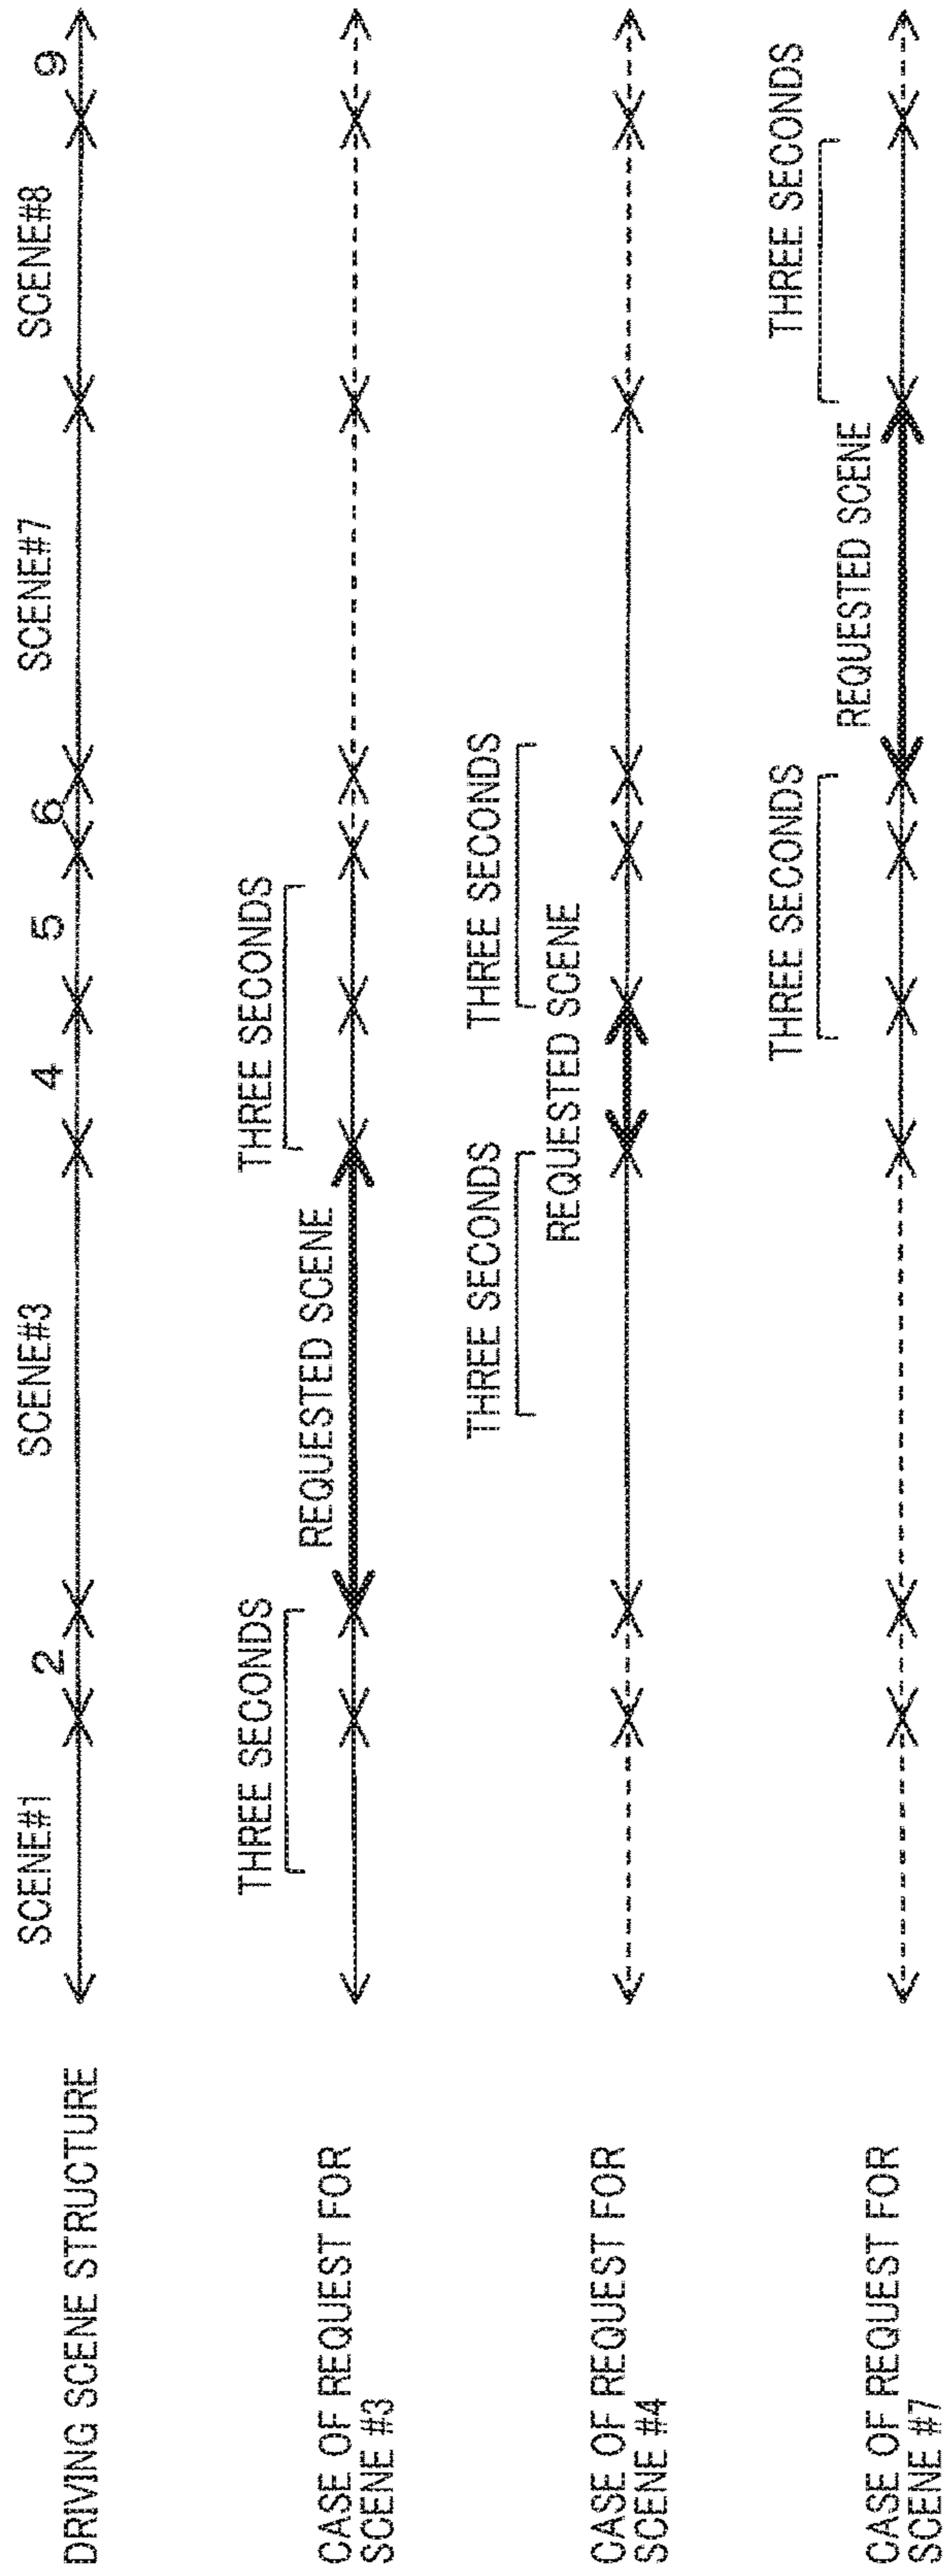 DRIVING SCENE STRUCTURE
SCENE#1
2
SCENE#3
4
5
6
SCENE#7
SCENE#8
9
CASE OF REQUEST FOR
SCENE #3
THREE SECONDS
REQUESTED SCENE
THREE SECONDS
CASE OF REQUEST FOR
SCENE #4
THREE SECONDS
REQUESTED SCENE
THREE SECONDS
CASE OF REQUEST FOR
SCENE #7
THREE SECONDS
REQUESTED SCENE
THREE SECONDS